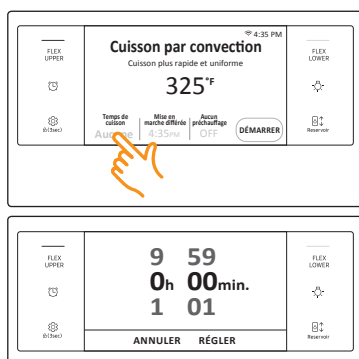 4:35 PM
FLEX
UPPER
Cuisson par convection
FLEX
LOWER
Cuisson plus rapide et uniforme
325°F
Temps de
cuisson
Mise en
marche différée
Aucun
préchauffage
Aucune
4:35PM
OFF
DÉMARRER
(3sec)
Reservoir
FLEX
UPPER
9 59
FLEX
LOWER
0h 00min.
1 01
(3sec)
Reservoir
ANNULER RÉGLER